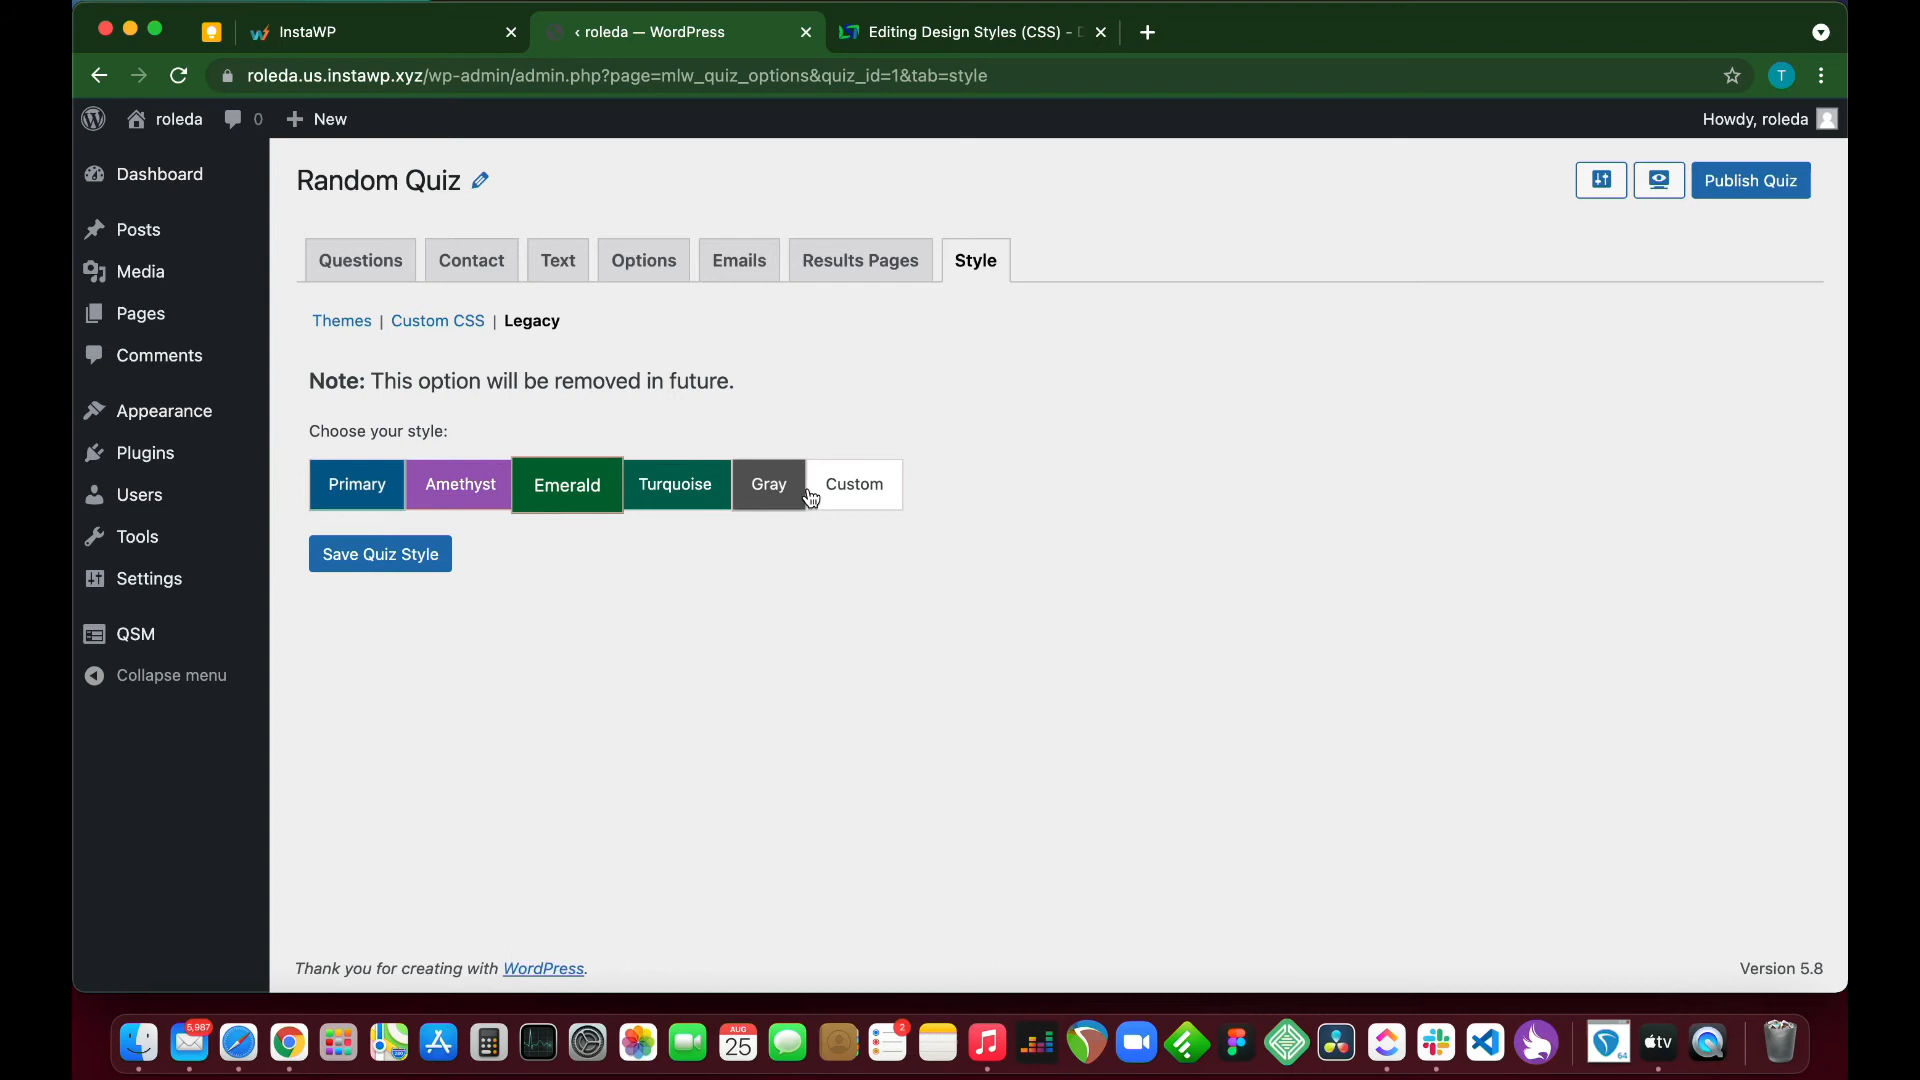 InstaWP
‹ roleda — WordPress
Editing Design Styles (CSS) -
roleda.us.instawp.xyz/wp-admin/admin.php?page=mlw_quiz_options&quiz_id=1&tab=style
T
roleda
0
New
Howdy, roleda
Dashboard
Posts
Media
Pages
Comments
Appearance
Plugins
Users
Tools
Settings
QSM
Collapse menu
Random Quiz
Publish Quiz
Questions
Contact
Text
Options
Emails
Results Pages
Style
Themes | Custom CSS | Legacy
Note: This option will be removed in future.
Choose your style:
Primary
Amethyst
Emerald
Turquoise
Gray
Custom
Save Quiz Style
Thank you for creating with WordPress.
Version 5.8
5,987
AUG
25
2
64
tv